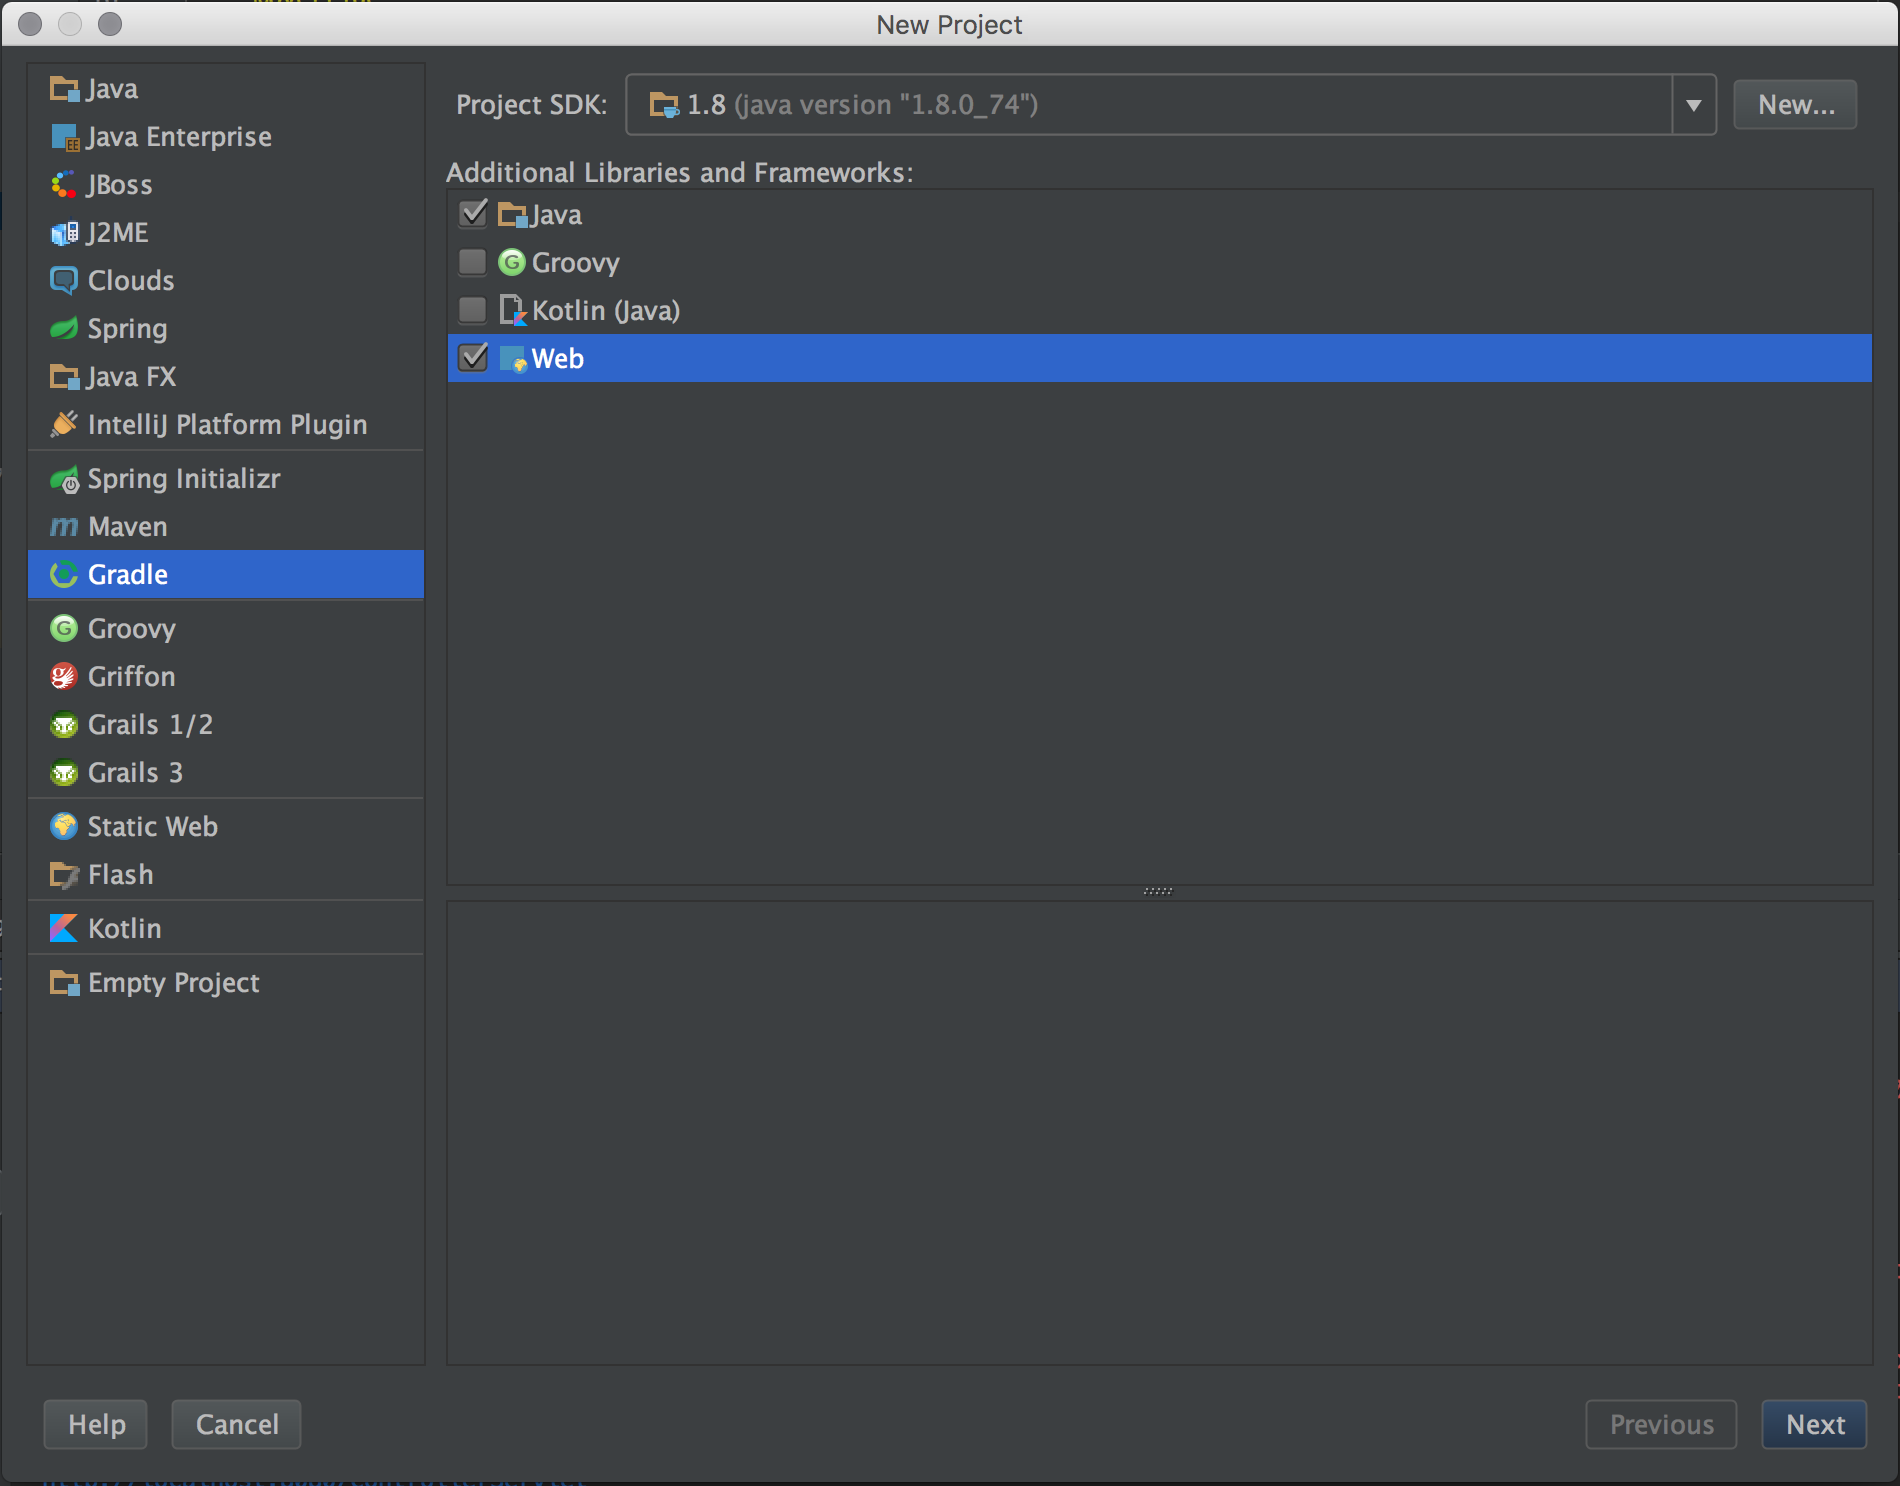 New Project
Java
Java Enterprise
JBoss
J2ME
Clouds
Spring
Java FX
IntelliJ Platform Plugin
Spring Initializr
Maven
Gradle
Groovy
Griffon
Grails 1/2
Grails 3
Static Web
Flash
Kotlin
Empty Project
Project SDK: 1.8 (java version "1.8.0_74") New...
Additional Libraries and Frameworks:
Java
Groovy
Kotlin (Java)
Web
Help Cancel Previous Next